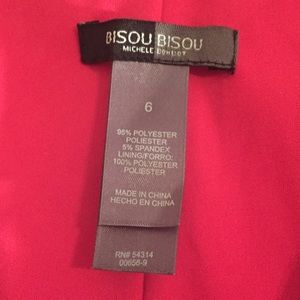 BISOU BISOU
MICHELE BOHBOT
6
95% POLYESTER
POLIESTER
5% SPANDEX
LINING/FORRO:
100% POLYESTER
POLIESTER
MADE IN CHINA
HECHO EN CHINA
RN# 54314
00656-9